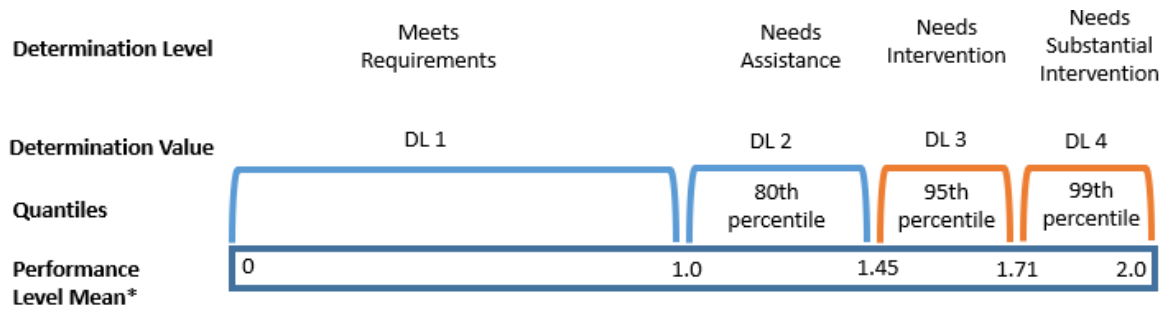 Determination Level
Meets
Requirements
Needs
Assistance
Needs
Intervention
Needs
Substantial
Intervention
Determination Value
DL 1
DL 2
DL 3
DL 4
Quantiles
80th
percentile
95th
percentile
99th
percentile
Performance
Level Mean*
0
1.0
1.45
1.71
2.0